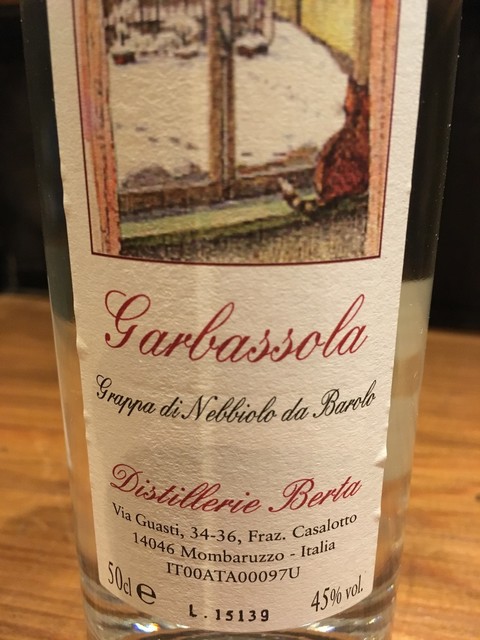 Garbassola
Grappa di Nebbiolo da Barolo
Distillerie Berta
Via Guasti, 34-36, Fraz. Casalotto
14046 Mombaruzzo - Italia
IT00ATA00097U
50cl e
L.15139
45% vol.